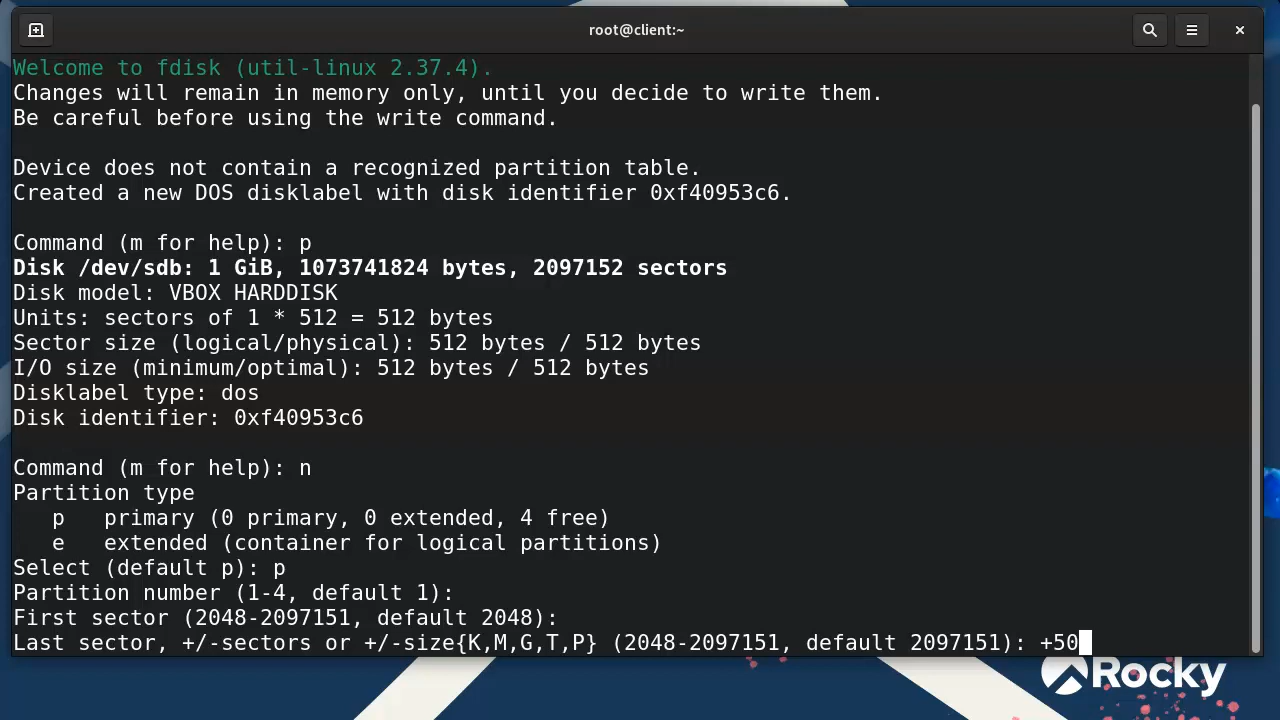 root@client:~
Welcome to fdisk (util-linux 2.37.4).
Changes will remain in memory only, until you decide to write them.
Be careful before using the write command.
Device does not contain a recognized partition table.
Created a new DOS disklabel with disk identifier 0xf40953c6.
Command (m for help): p
Disk /dev/sdb: 1 GiB, 1073741824 bytes, 2097152 sectors
Disk model: VBOX HARDDISK
Units: sectors of 1 * 512 = 512 bytes
Sector size (logical/physical): 512 bytes / 512 bytes
I/O size (minimum/optimal): 512 bytes / 512 bytes
Disklabel type: dos
Disk identifier: 0xf40953c6
Command (m for help): n
Partition type
p   primary (0 primary, 0 extended, 4 free)
e   extended (container for logical partitions)
Select (default p): p
Partition number (1-4, default 1):
First sector (2048-2097151, default 2048):
Last sector, +/-sectors or +/-size{K,M,G,T,P} (2048-2097151, default 2097151): +50
Rocky